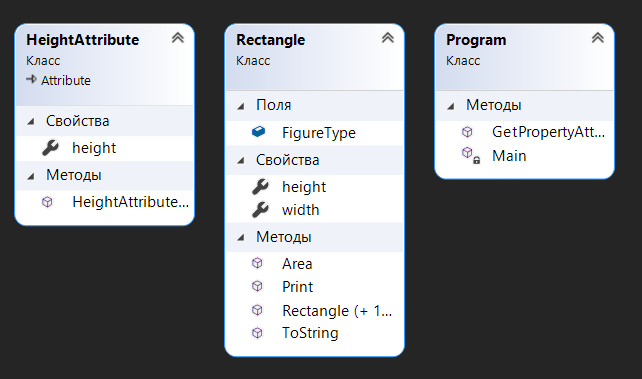 HeightAttribute
Класс
Attribute
Свойства
height
Методы
HeightAttribute...
Rectangle
Класс
Поля
FigureType
Свойства
height
width
Методы
Area
Print
Rectangle (+ 1...
ToString
Program
Класс
Методы
GetPropertyAtt...
Main